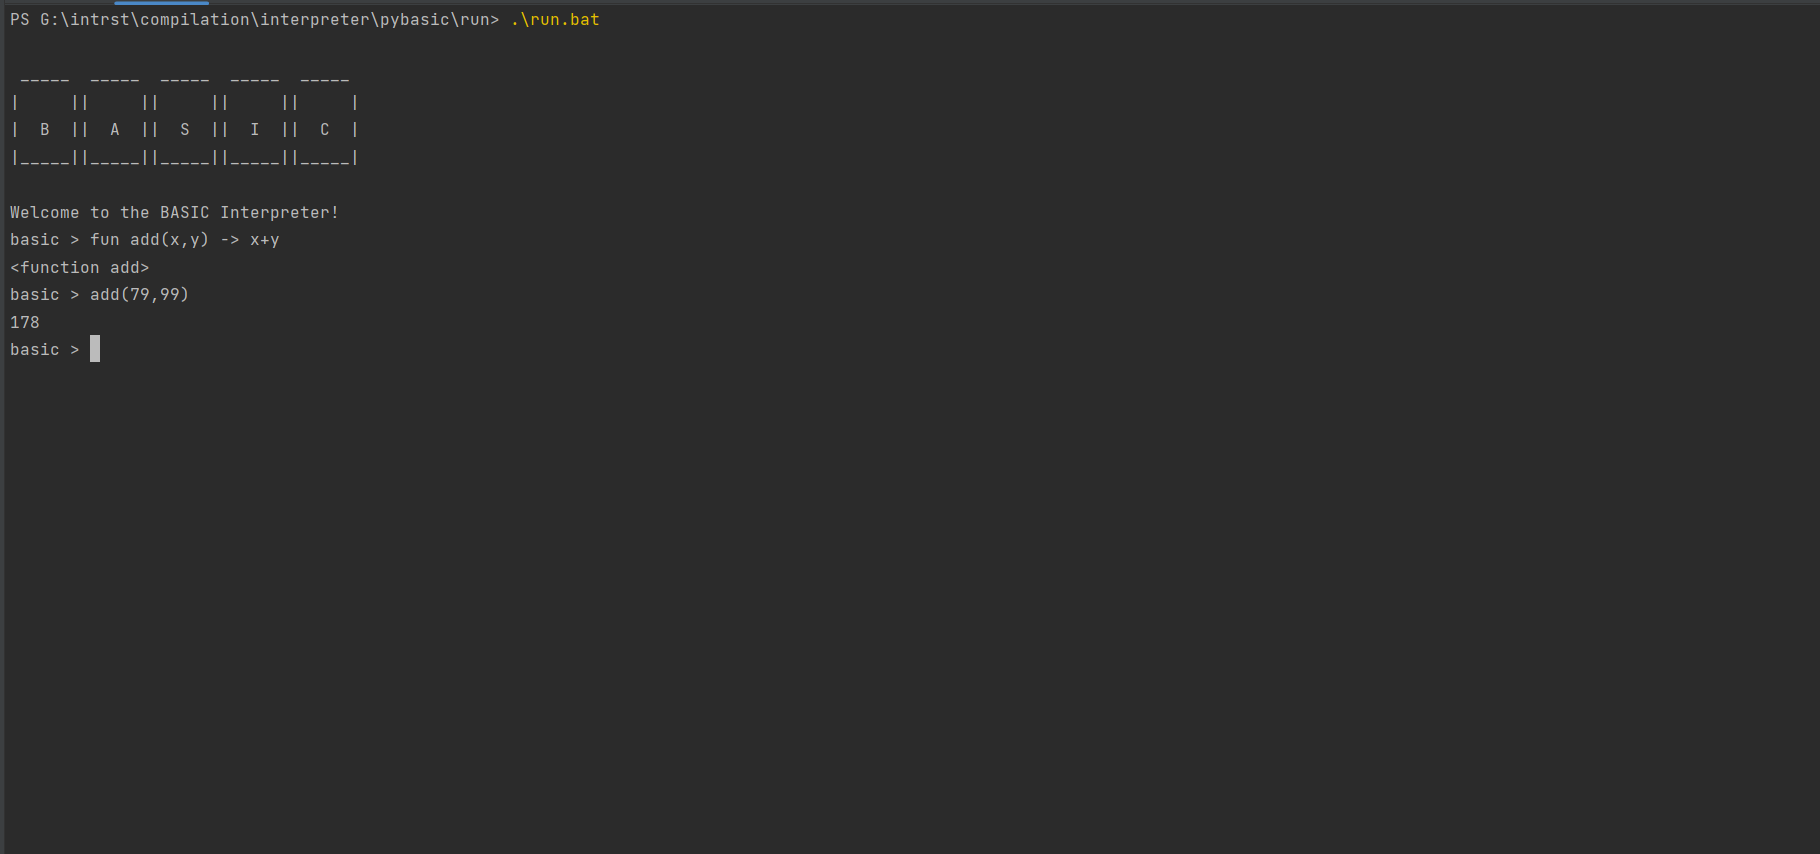 PS G:\intrst\compilation\interpreter\pybasic\run> .\run.bat
 _____  _____  _____  _____  _____
|     ||     ||     ||     ||     |
|  B  ||  A  ||  S  ||  I  ||  C  |
|_____||_____||_____||_____||_____|
Welcome to the BASIC Interpreter!
basic > fun add(x,y) -> x+y
<function add>
basic > add(79,99)
178
basic >